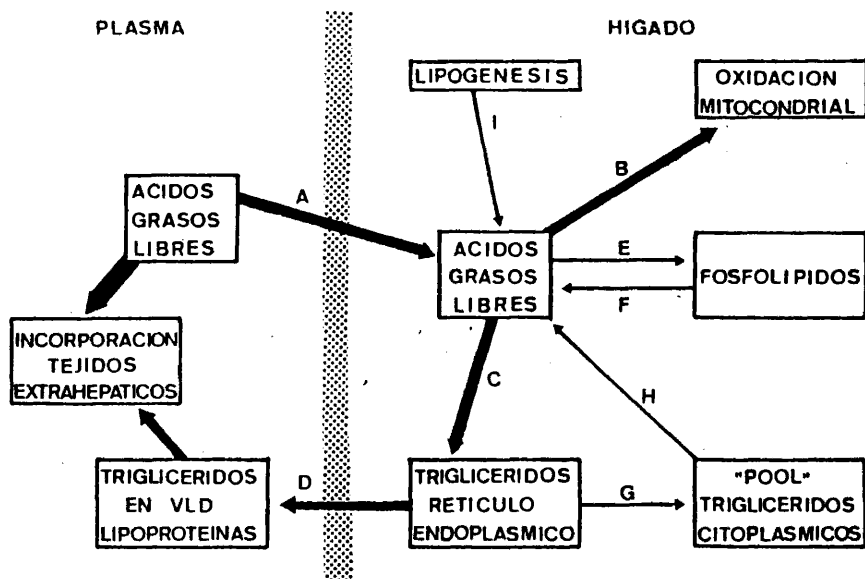 PLASMA
HIGADO
LIPOGENESIS
OXIDACION
MITOCONDRIAL
I
B
A
ACIDOS
GRASOS
LIBRES
ACIDOS
GRASOS
LIBRES
E
F
FOSFOLIPIDOS
INCORPORACION
TEJIDOS
EXTRAHEPATICOS
C
H
TRIGLICERIDOS
EN VLD
LIPOPROTEINAS
D
TRIGLICERIDOS
RETICULO
ENDOPLASMICO
G
"POOL"
TRIGLICERIDOS
CITOPLASMICOS